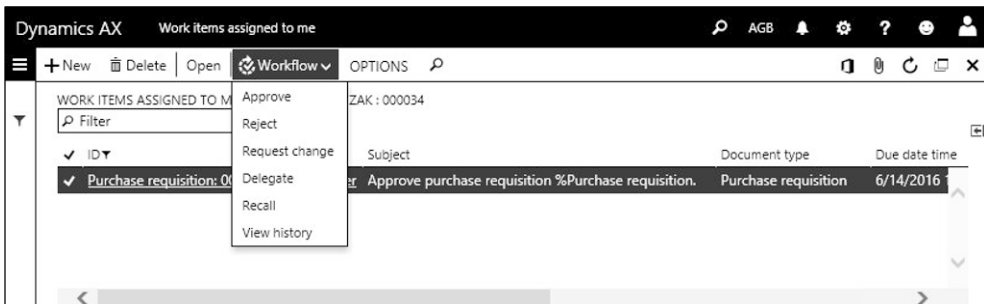 Dynamics AX Work items assigned to me AGB ?
New Delete Open Workflow OPTIONS
WORK ITEMS ASSIGNED TO M ZAK : 000034
Filter
Approve
Reject
Request change
Delegate
Recall
View history
ID Subject Document type Due date time
Purchase requisition: 00 er Approve purchase requisition %Purchase requisition. Purchase requisition 6/14/2016 1